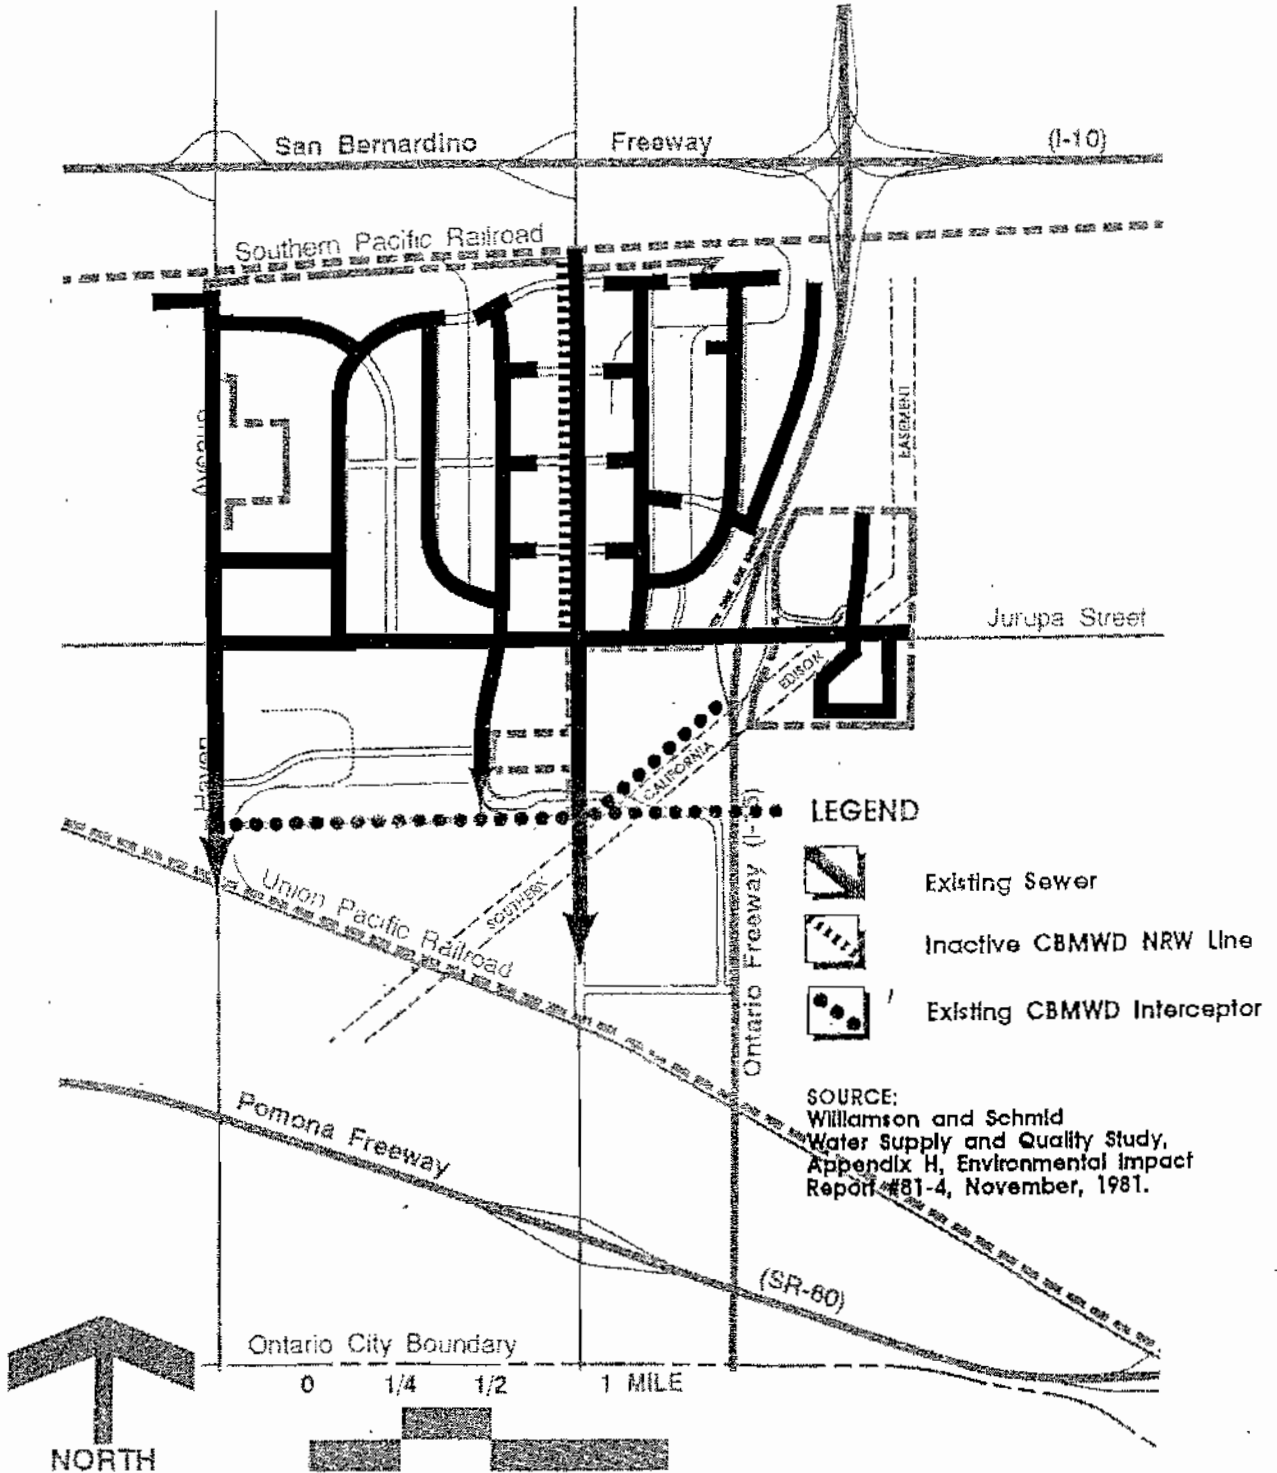 San Bernardino Freeway (I-10)
Southern Pacific Railroad
EASEMENT
Avenue
Jurupa Street
EDISON
CALIFORNIA
Haven
LEGEND
Existing Sewer
Union Pacific Railroad
SOUTHERN
Inactive CBMWD NRW Line
Existing CBMWD Interceptor
Ontario Freeway
SOURCE:
Williamson and Schmid
Water Supply and Quality Study,
Appendix H, Environmental Impact
Report #81-4, November, 1981.
Pomona Freeway
(SR-60)
Ontario City Boundary
0 1/4 1/2 1 MILE
NORTH